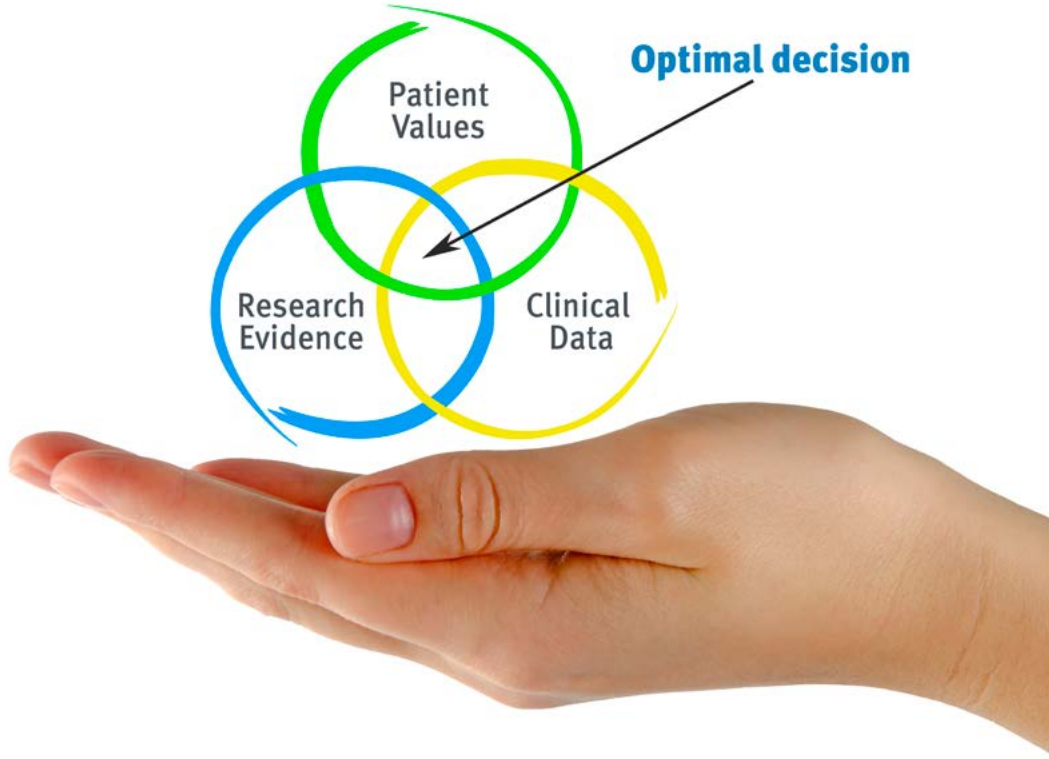 Optimal decision
Patient
Values
Research
Evidence
Clinical
Data